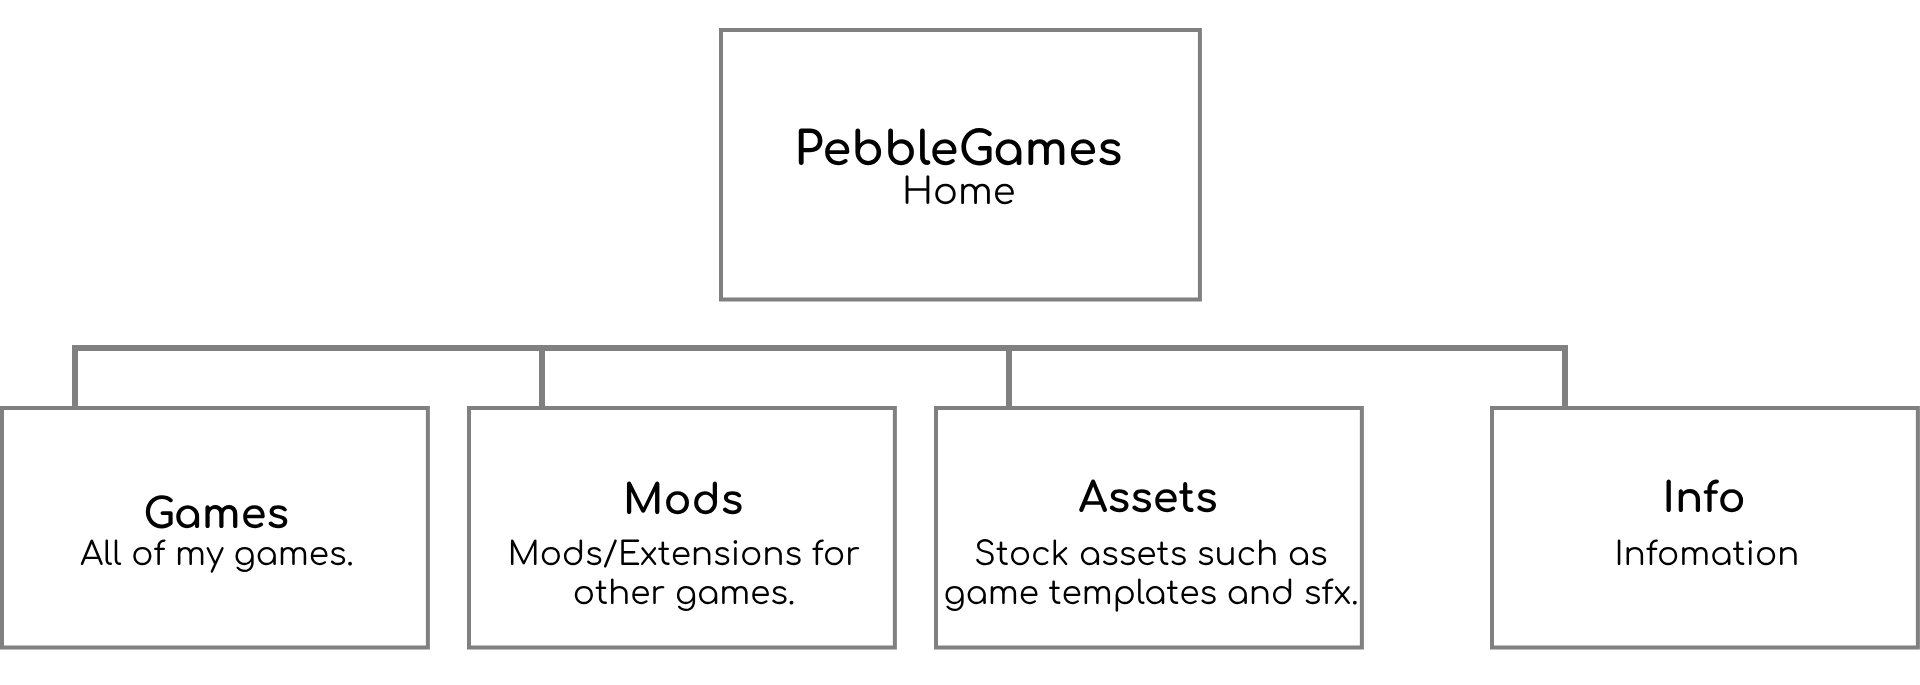 PebbleGames
Home
Games
All of my games.
Mods
Mods/Extensions for
other games.
Assets
Stock assets such as
game templates and sfx.
Info
Infomation